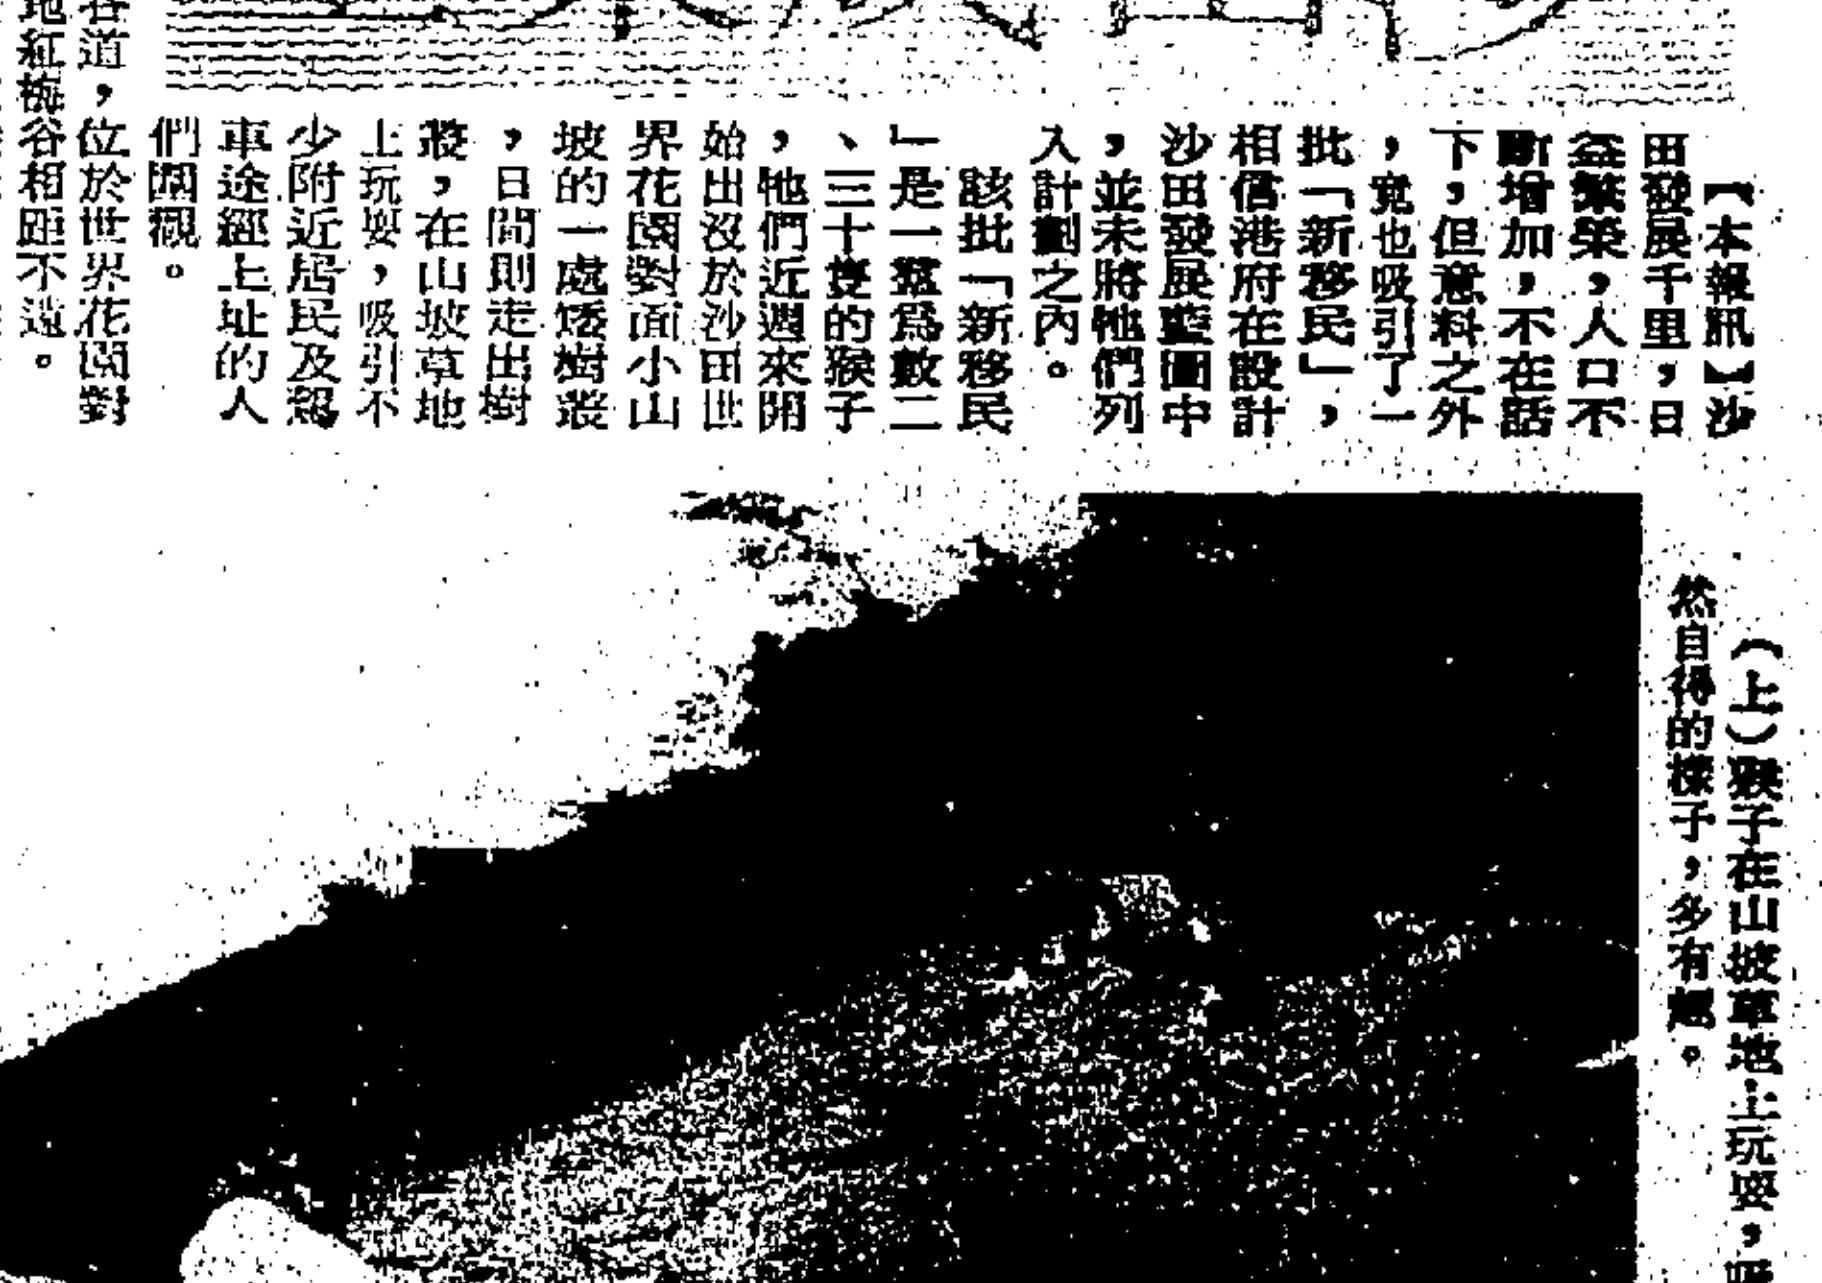 【本報訊】沙
田發展千里，日
益繁榮，人口不
斷增加，不在話
下，但意料之外
，竟也吸引了一
批「新移民」，
相信港府在設計
沙田發展藍圖中
，並未將牠們列
入計劃之內。
該批「新移民
」是一羣爲數二
、三十隻的猴子
，牠們近週來開
始出沒於沙田世
界花園對面小山
坡的一處矮樹叢
，日間則走出樹
叢，在山坡草地
上玩耍，吸引不
少附近居民及駕
車途經上址的人
們圍觀。
谷道，位於世界花園對
地紅梅谷相距不遠。
（上）猴子在山坡草地上玩耍，
然自得的樣子，多有趣。